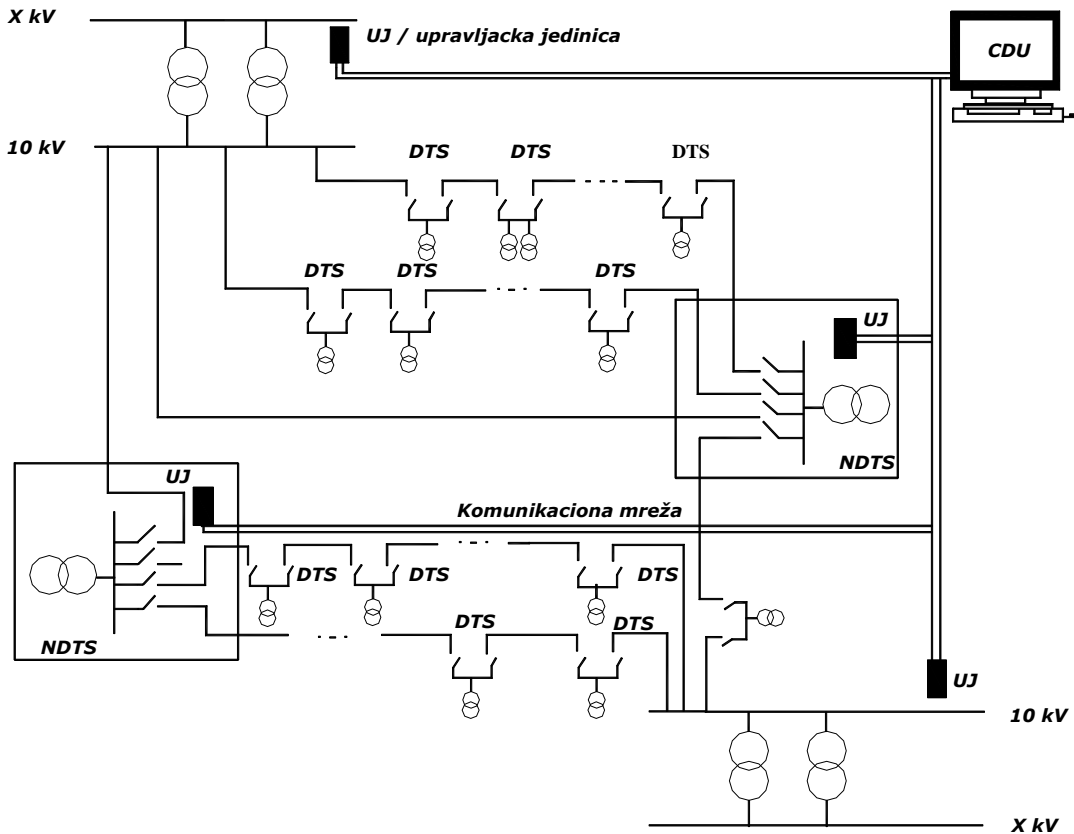 X kV
UJ / upravljacka jedinica
CDU
10 kV
DTS
DTS
DTS
DTS
DTS
DTS
UJ
NDTS
UJ
Komunikaciona mreža
DTS
DTS
DTS
DTS
DTS
NDTS
UJ
10 kV
X kV